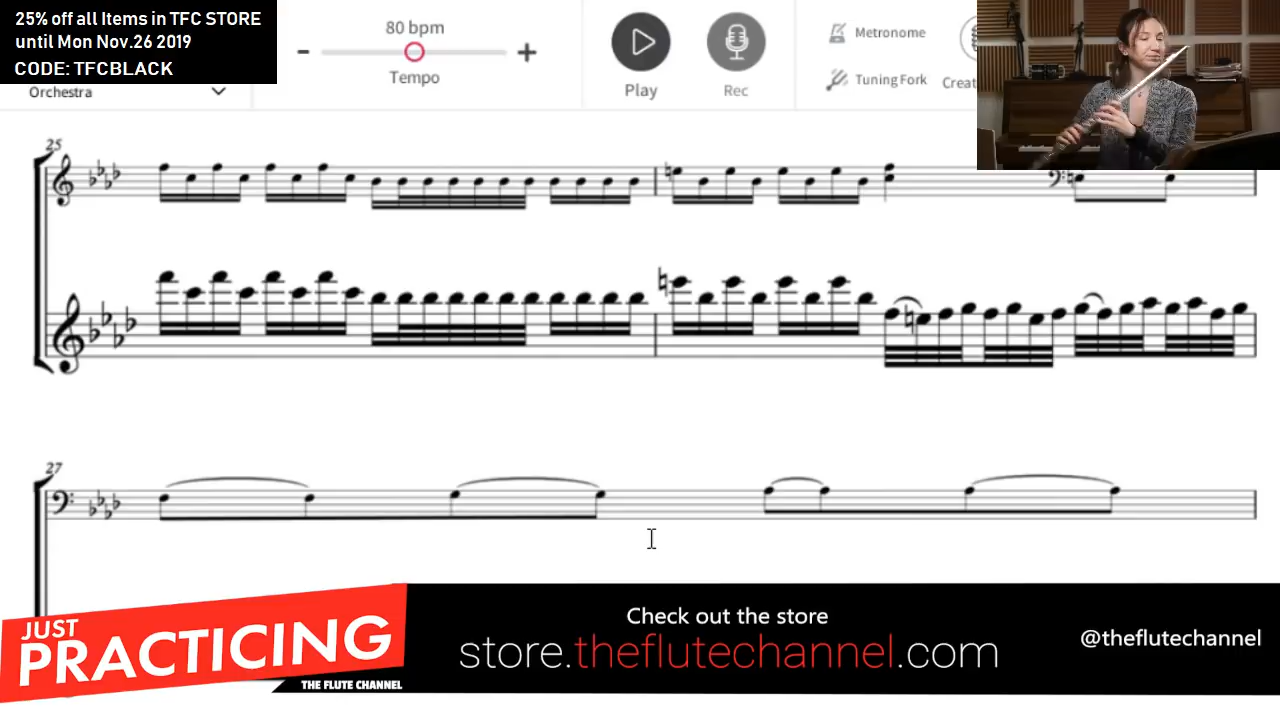 25% off all Items in TFC STORE
until Mon Nov.26 2019
CODE: TFCBLACK
Orchestra
80 bpm
Tempo
Play
Rec
Metronome
Tuning Fork
Creat
25
27
JUST
PRACTICING
THE FLUTE CHANNEL
Check out the store
store.theflutechannel.com
@theflutechannel